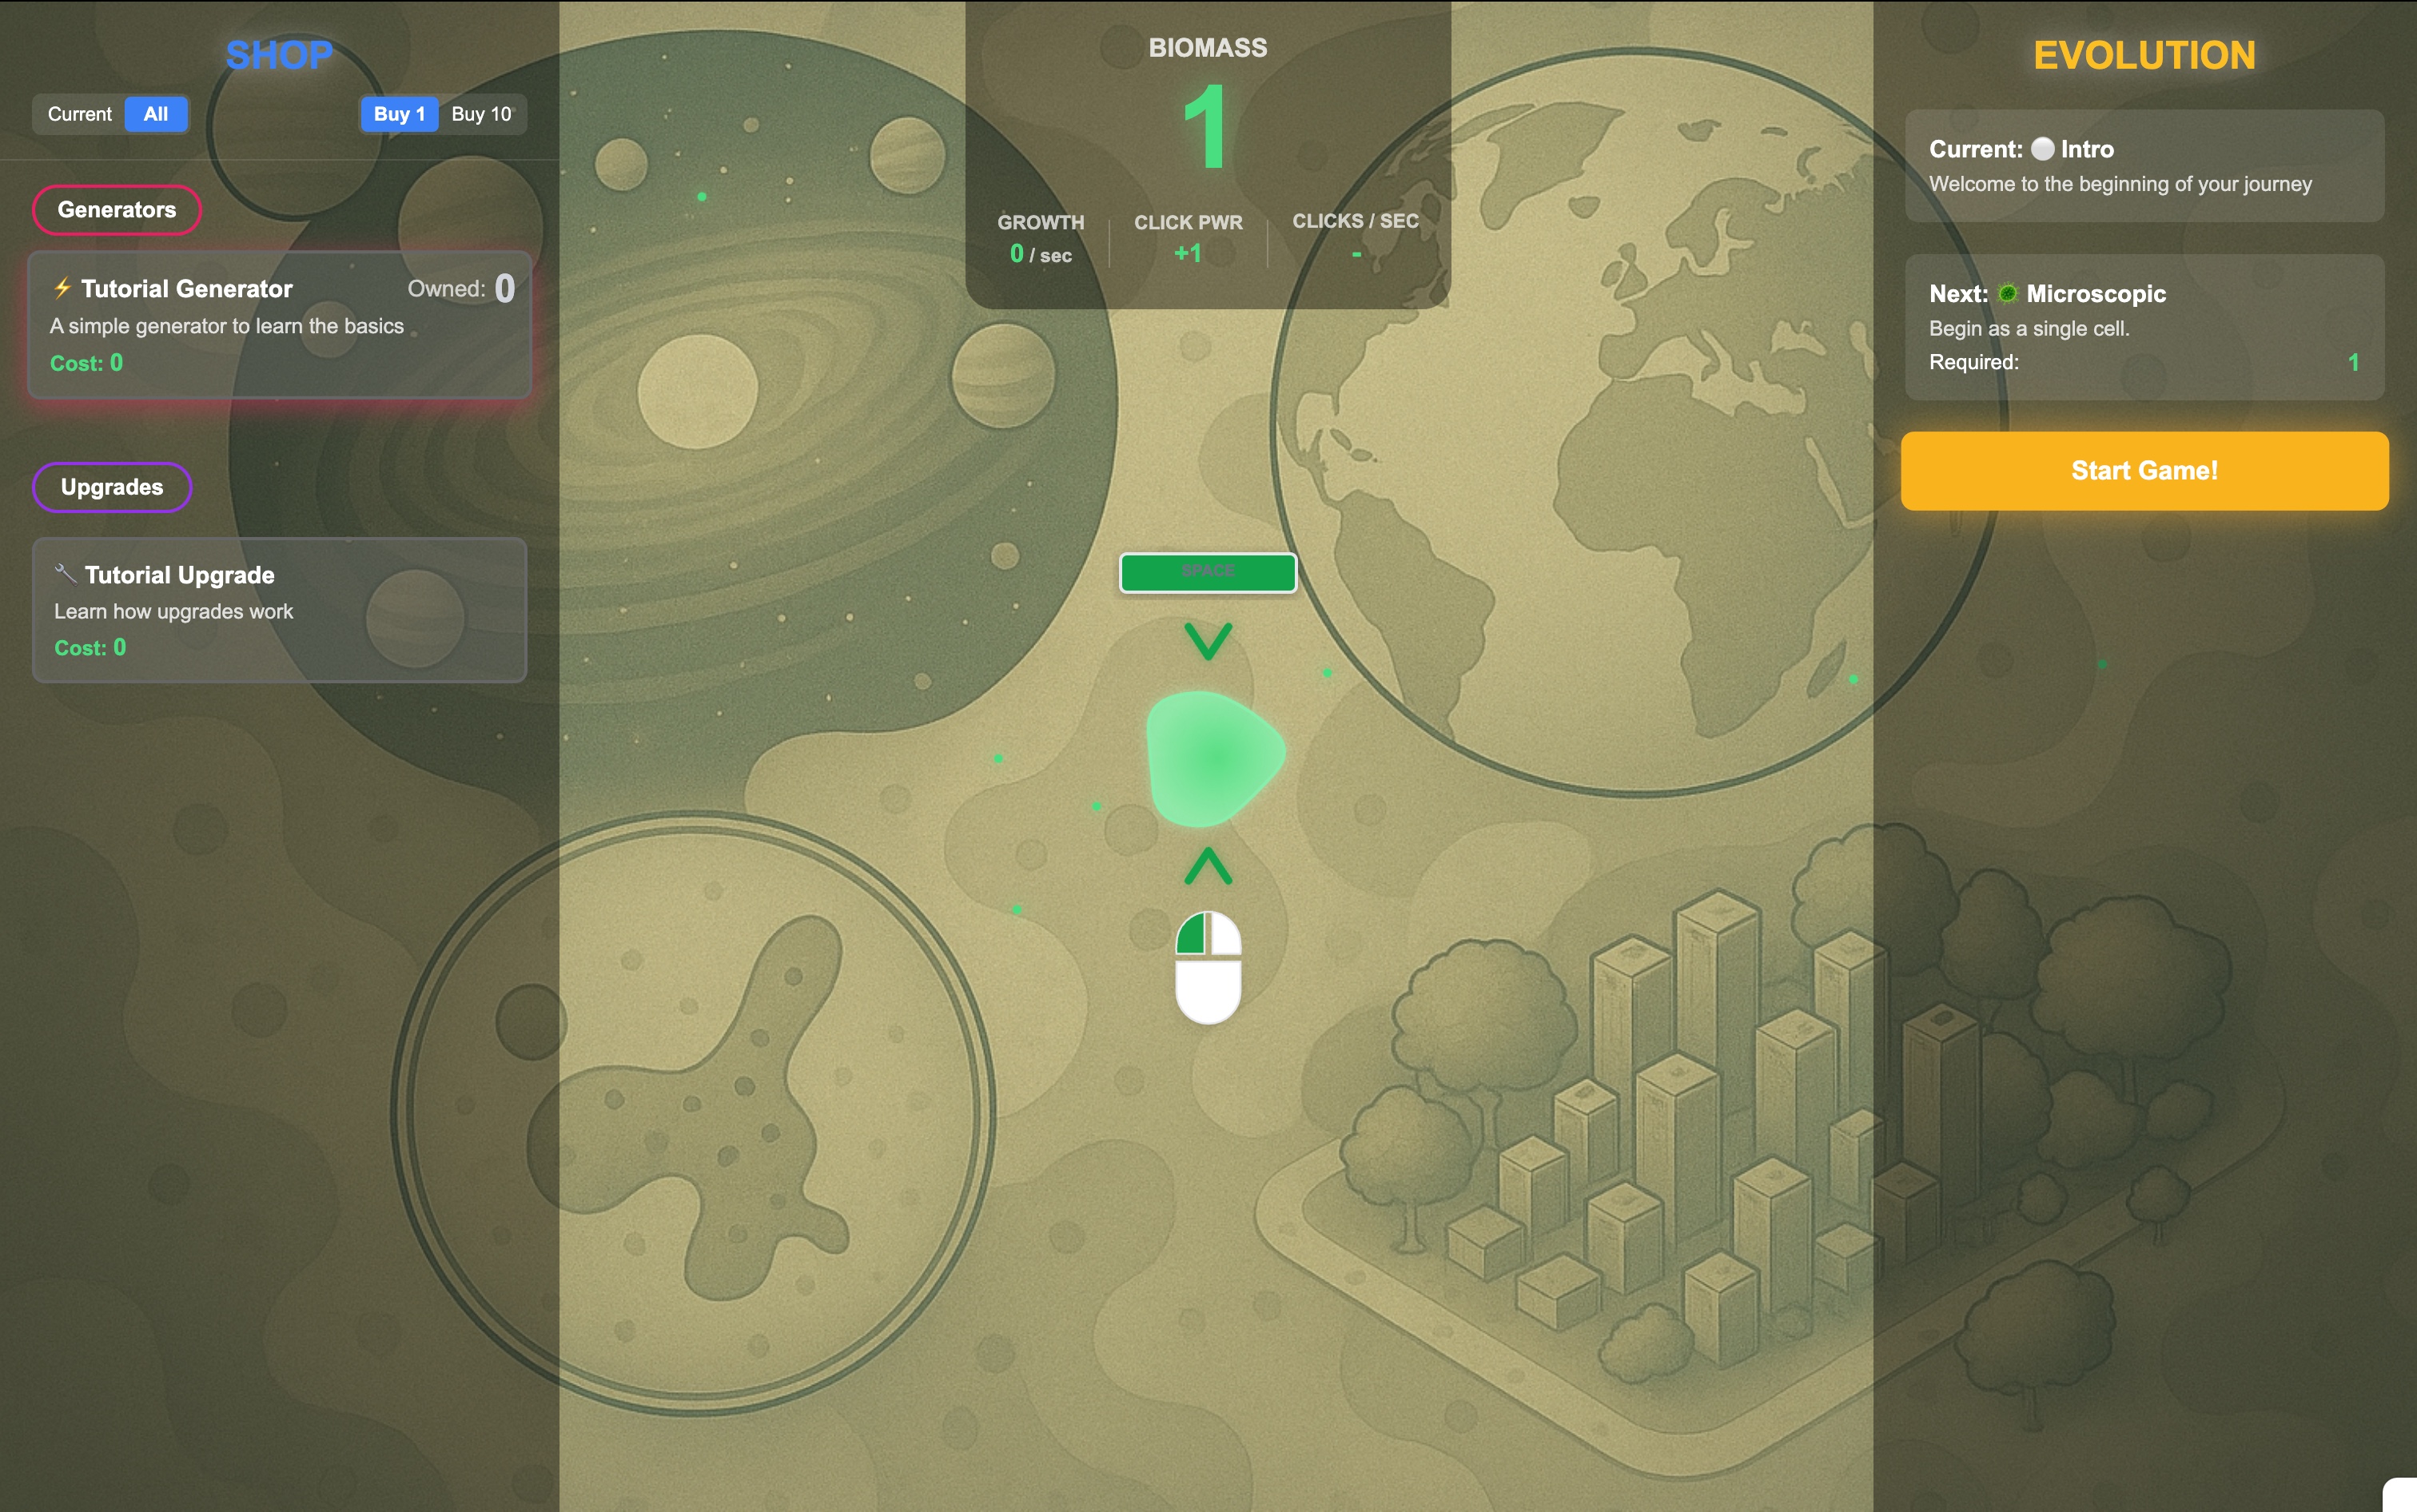 SHOP
Current All Buy 1 Buy 10
Generators
⚡ Tutorial Generator Owned: 0
A simple generator to learn the basics
Cost: 0
Upgrades
Tutorial Upgrade
Learn how upgrades work
Cost: 0
BIOMASS
1
GROWTH CLICK PWR CLICKS / SEC
0 / sec +1 -
SPACE
EVOLUTION
Current: Intro
Welcome to the beginning of your journey
Next: Microscopic
Begin as a single cell.
Required: 1
Start Game!